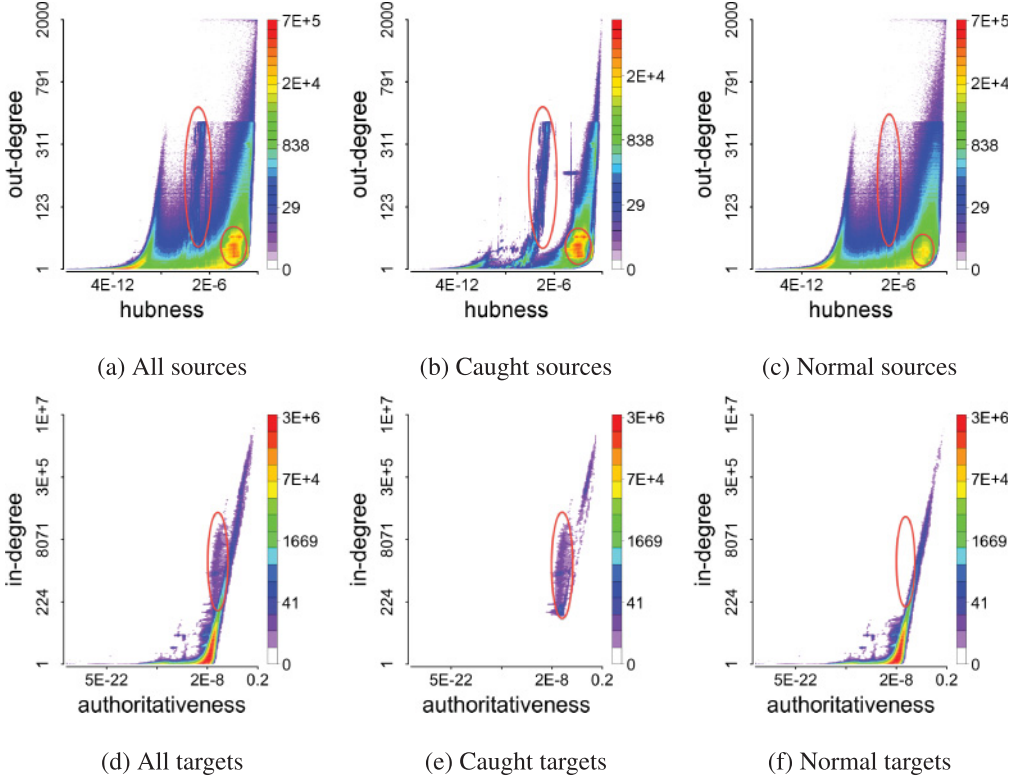 2000
791
311
123
1
out-degree
4E-12
2E-6
hubness
7E+5
2E+4
838
29
0
(a) All sources
2000
791
311
123
1
out-degree
4E-12
2E-6
hubness
2E+4
838
29
0
(b) Caught sources
2000
791
311
123
1
out-degree
4E-12
2E-6
hubness
7E+5
2E+4
838
29
0
(c) Normal sources
1E+7
3E+5
8071
224
1
in-degree
5E-22
2E-8
0.2
authoritativeness
3E+6
7E+4
1669
41
0
(d) All targets
1E+7
3E+5
8071
224
1
in-degree
5E-22
2E-8
0.2
authoritativeness
3E+6
7E+4
1669
41
0
(e) Caught targets
1E+7
3E+5
8071
224
1
in-degree
5E-22
2E-8
0.2
authoritativeness
3E+6
7E+4
1669
41
0
(f) Normal targets